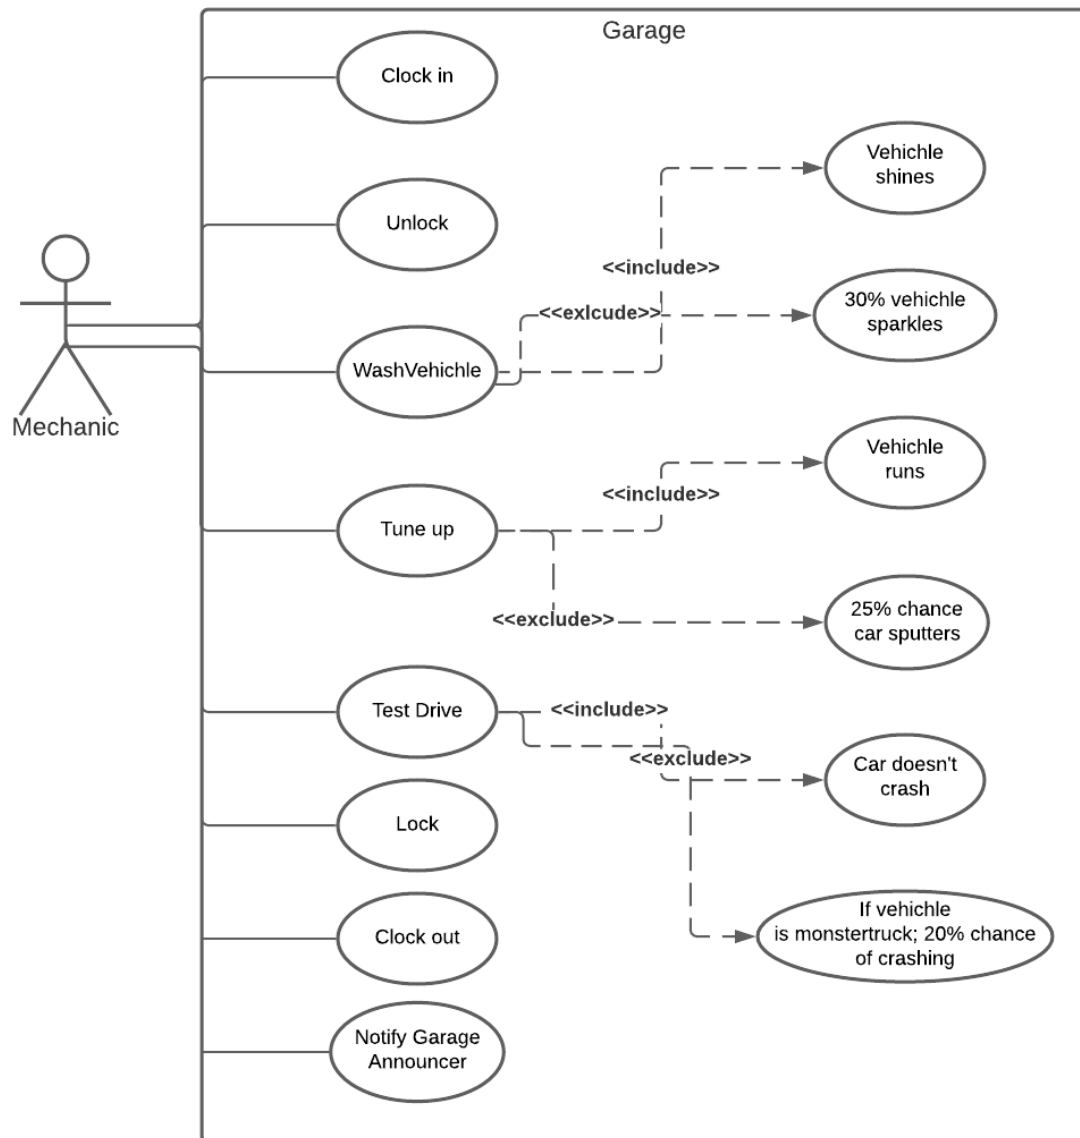 Garage
Clock in
Vehichle
shines
Unlock
<<include>>
30% vehichle
sparkles
<<exlcude>>
WashVehichle
Mechanic
Vehichle
runs
<<include>>
Tune up
25% chance
car sputters
<<exclude>>
Test Drive
<<include>>
<<exclude>>
Car doesn't
crash
Lock
If vehichle
is monstertruck; 20% chance
of crashing
Clock out
Notify Garage
Announcer